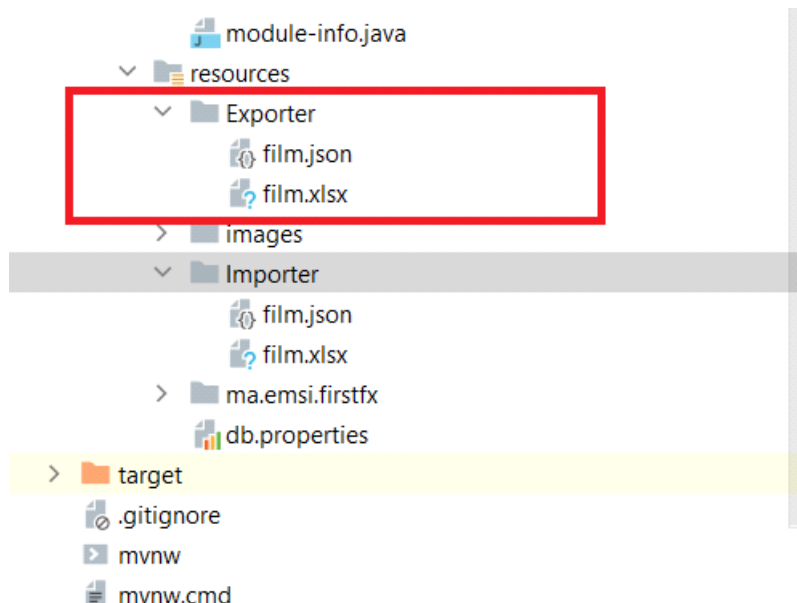 module-info.java
resources
Exporter
film.json
film.xlsx
images
Importer
film.json
film.xlsx
ma.emsi.firstfx
db.properties
target
.gitignore
mvnw
mvnw.cmd